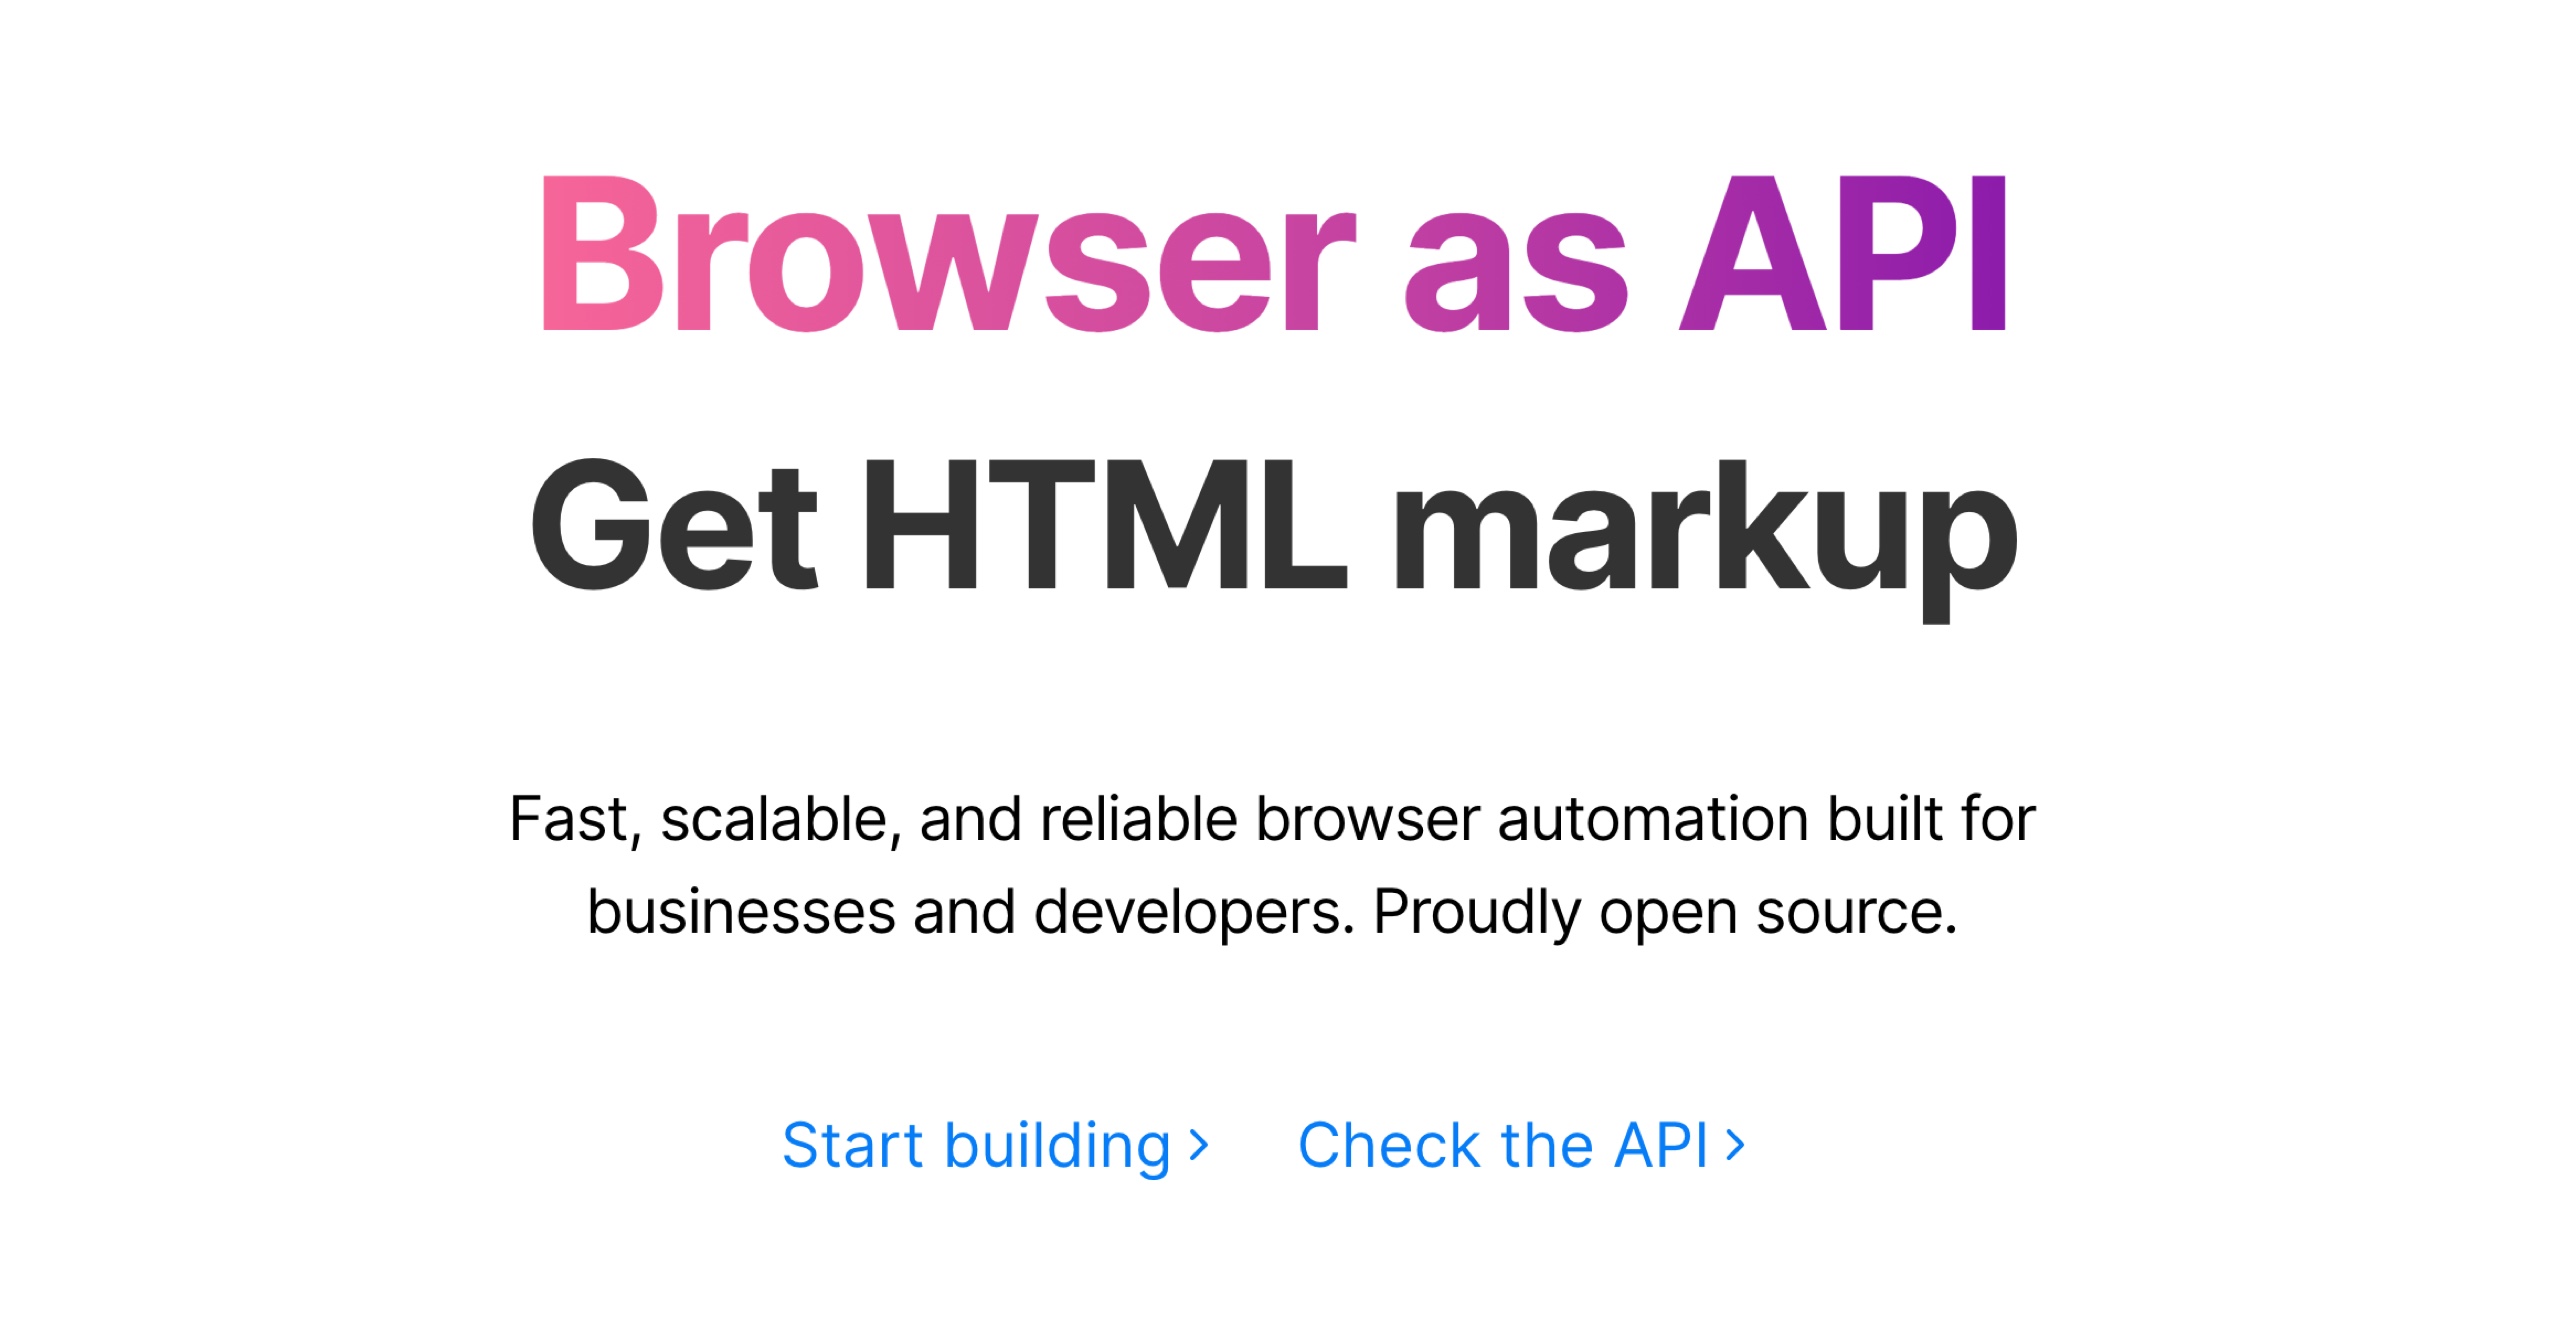 Browser as API
Get HTML markup
Fast, scalable, and reliable browser automation built for
businesses and developers. Proudly open source.
Start building > Check the API >